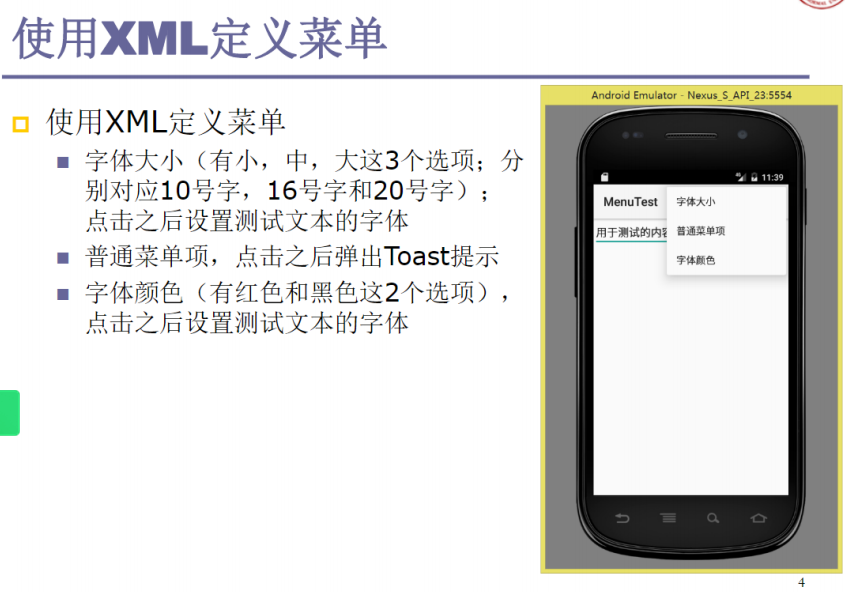 使用XML定义菜单
使用XML定义菜单
字体大小（有小，中，大这3个选项；分
别对应10号字，16号字和20号字）；
点击之后设置测试文本的字体
普通菜单项，点击之后弹出Toast提示
字体颜色（有红色和黑色这2个选项），
点击之后设置测试文本的字体
Android Emulator - Nexus_S_API_23:5554
11:39
MenuTest
字体大小
用于测试的内容
普通菜单项
字体颜色
4